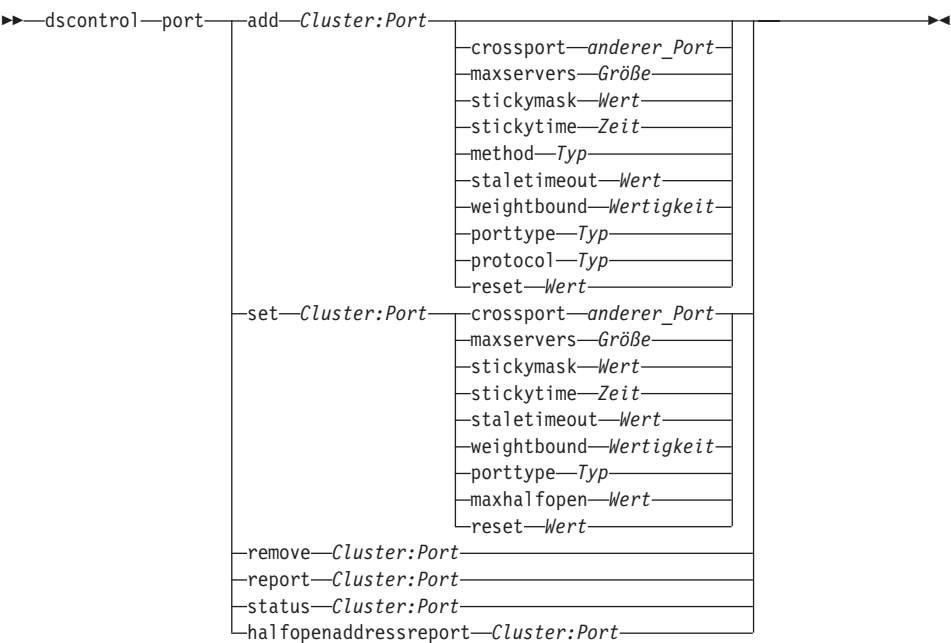 dscontrol port add Cluster:Port
crossport anderer_Port
maxservers Größe
stickymask Wert
stickytime Zeit
method Typ
staletimeout Wert
weightbound Wertigkeit
porttype Typ
protocol Typ
reset Wert
set Cluster:Port crossport anderer_Port
maxservers Größe
stickymask Wert
stickytime Zeit
staletimeout Wert
weightbound Wertigkeit
porttype Typ
maxhalfopen Wert
reset Wert
remove Cluster:Port
report Cluster:Port
status Cluster:Port
halfopenaddressreport Cluster:Port